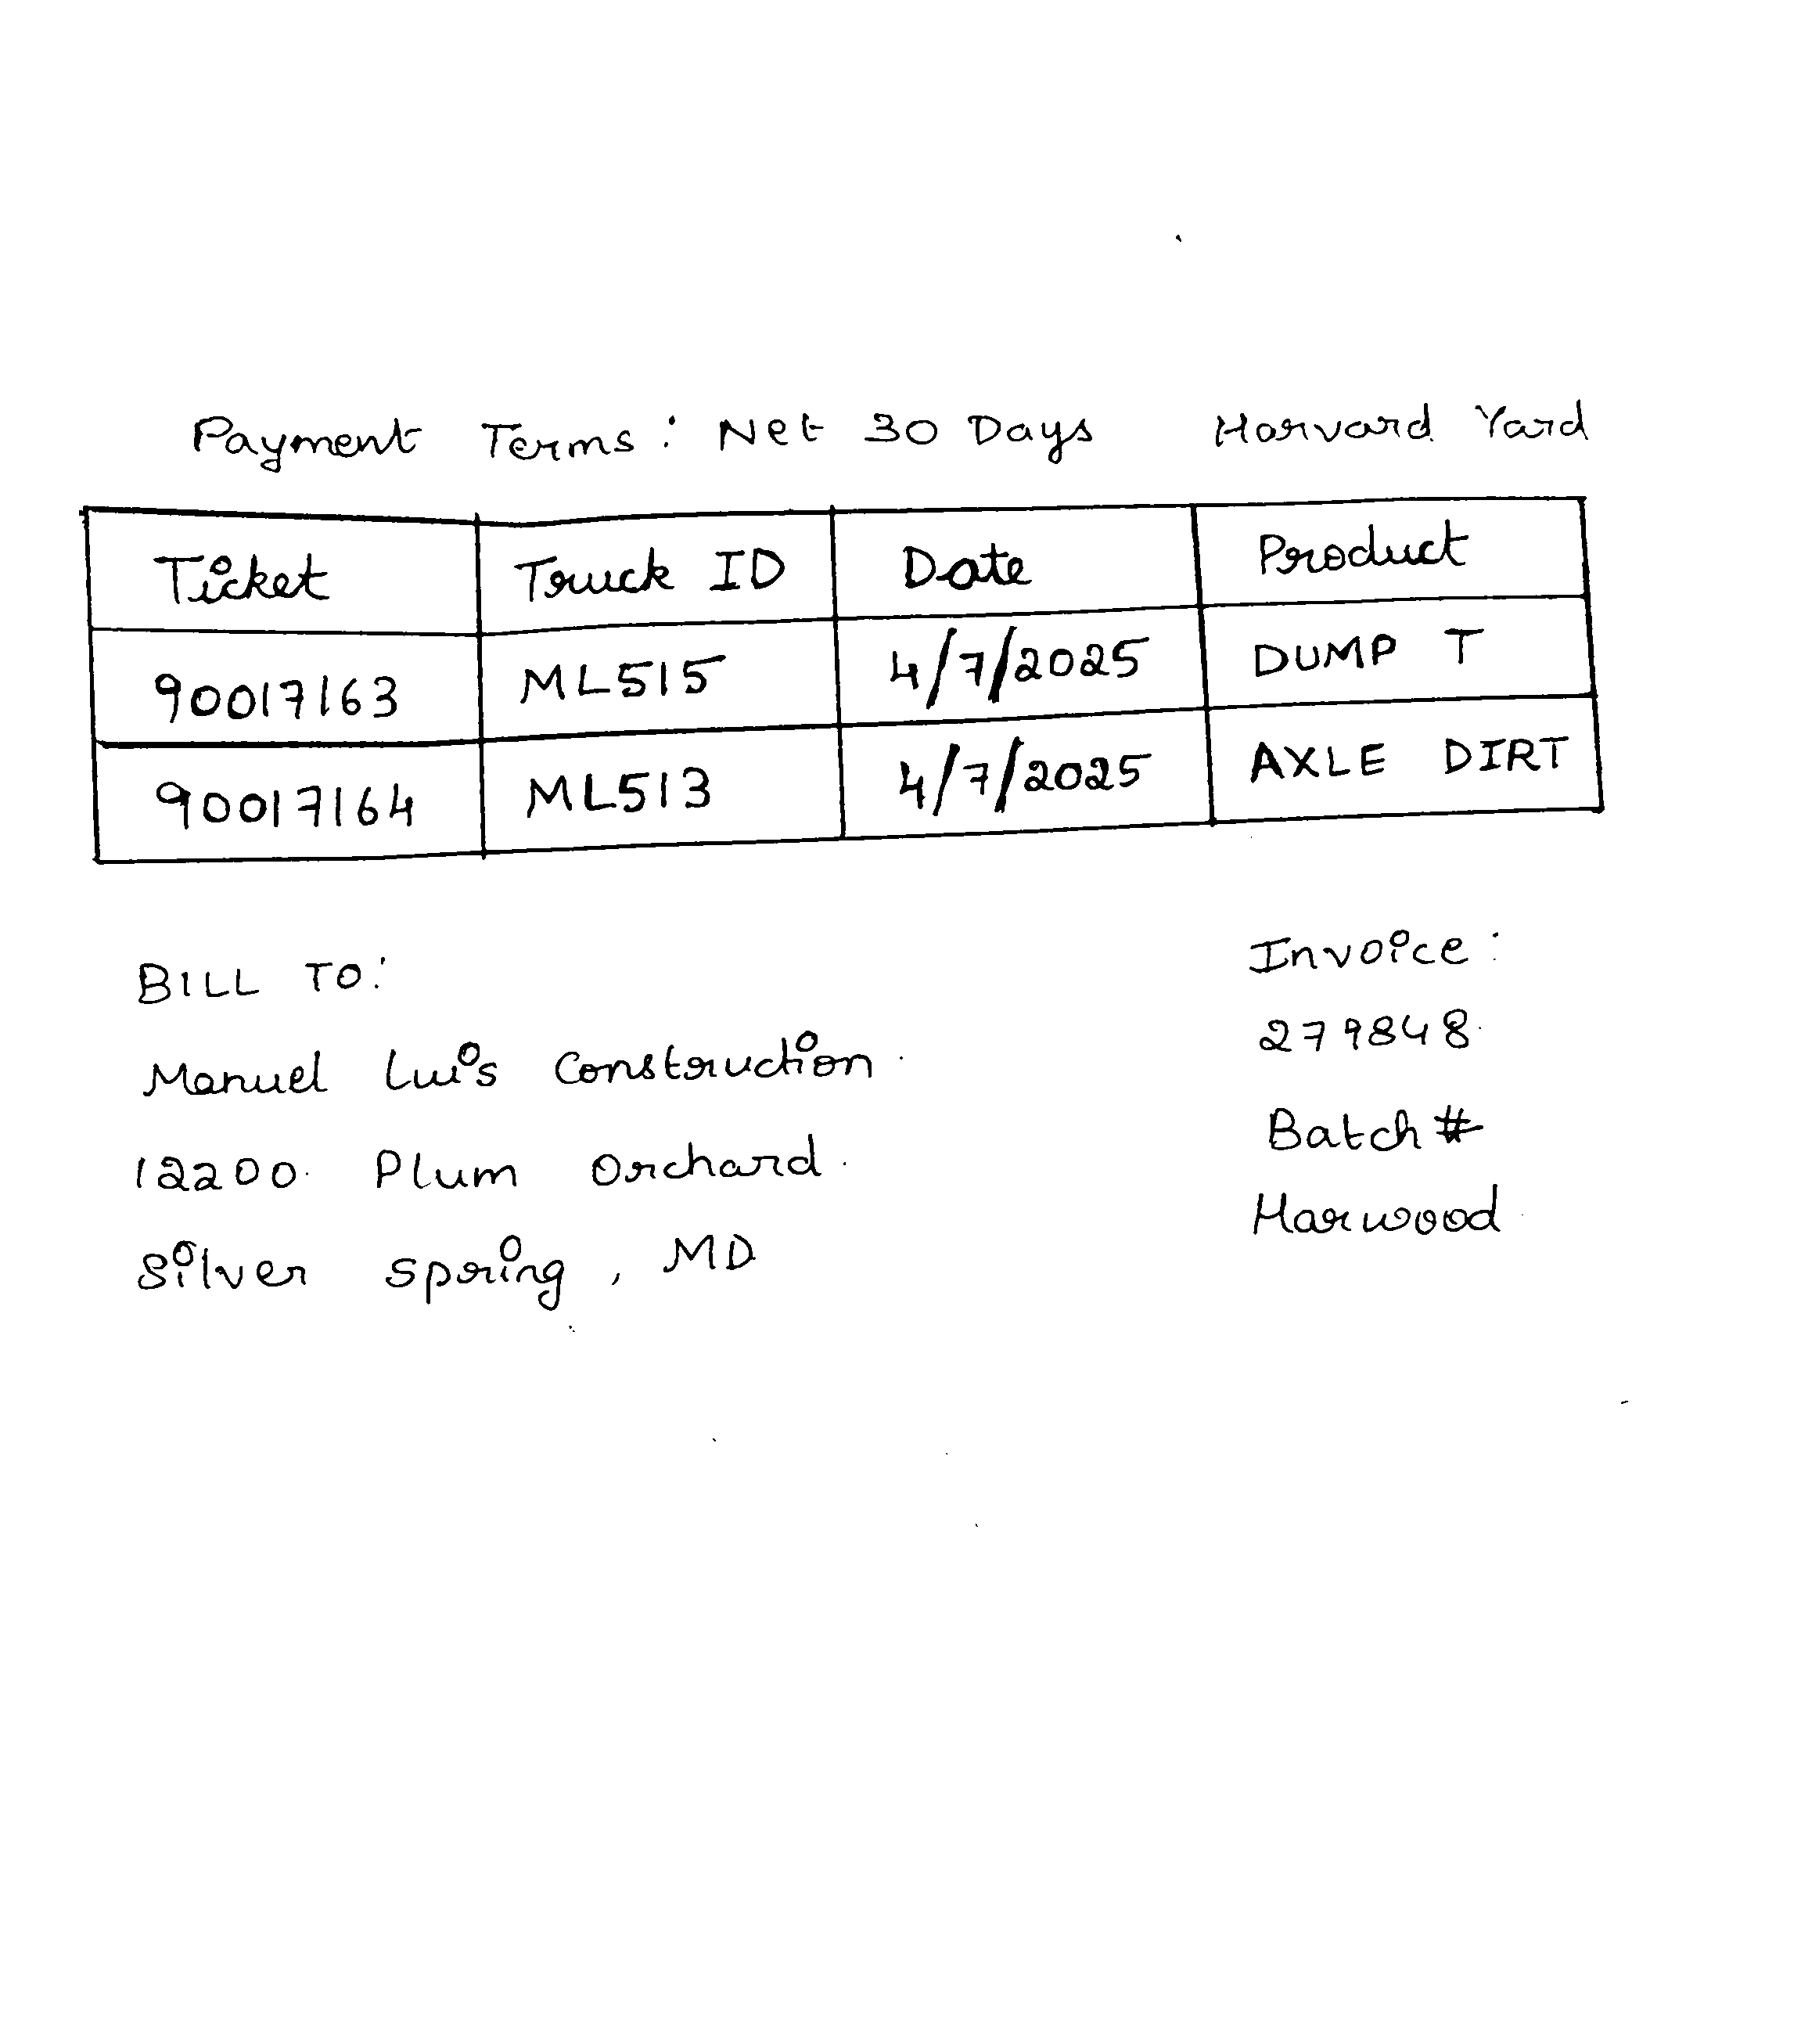 Payment Terms: Net 30 Days Harvard Yard
Ticket Truck ID Date Product
90017163 ML515 4/7/2025 DUMP T
90017164 ML513 4/7/2025 AXLE DIRT
BILL TO:
Manuel Luis Construction
12200 Plum Orchard
Silver Spring, MD
Invoice:
279848
Batch #
Harwood